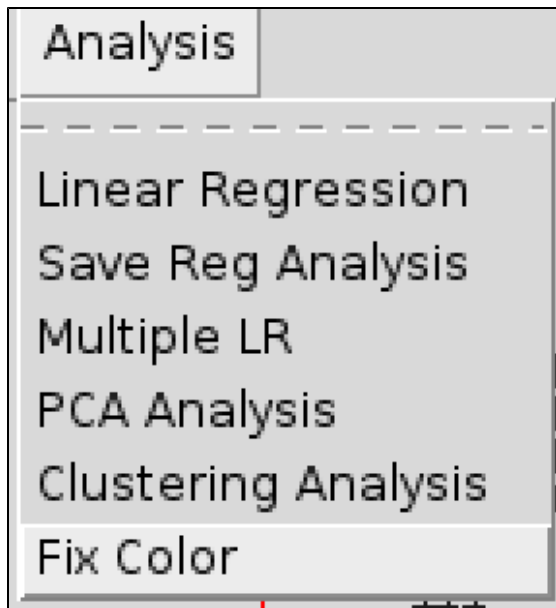 Analysis
Linear Regression
Save Reg Analysis
Multiple LR
PCA Analysis
Clustering Analysis
Fix Color